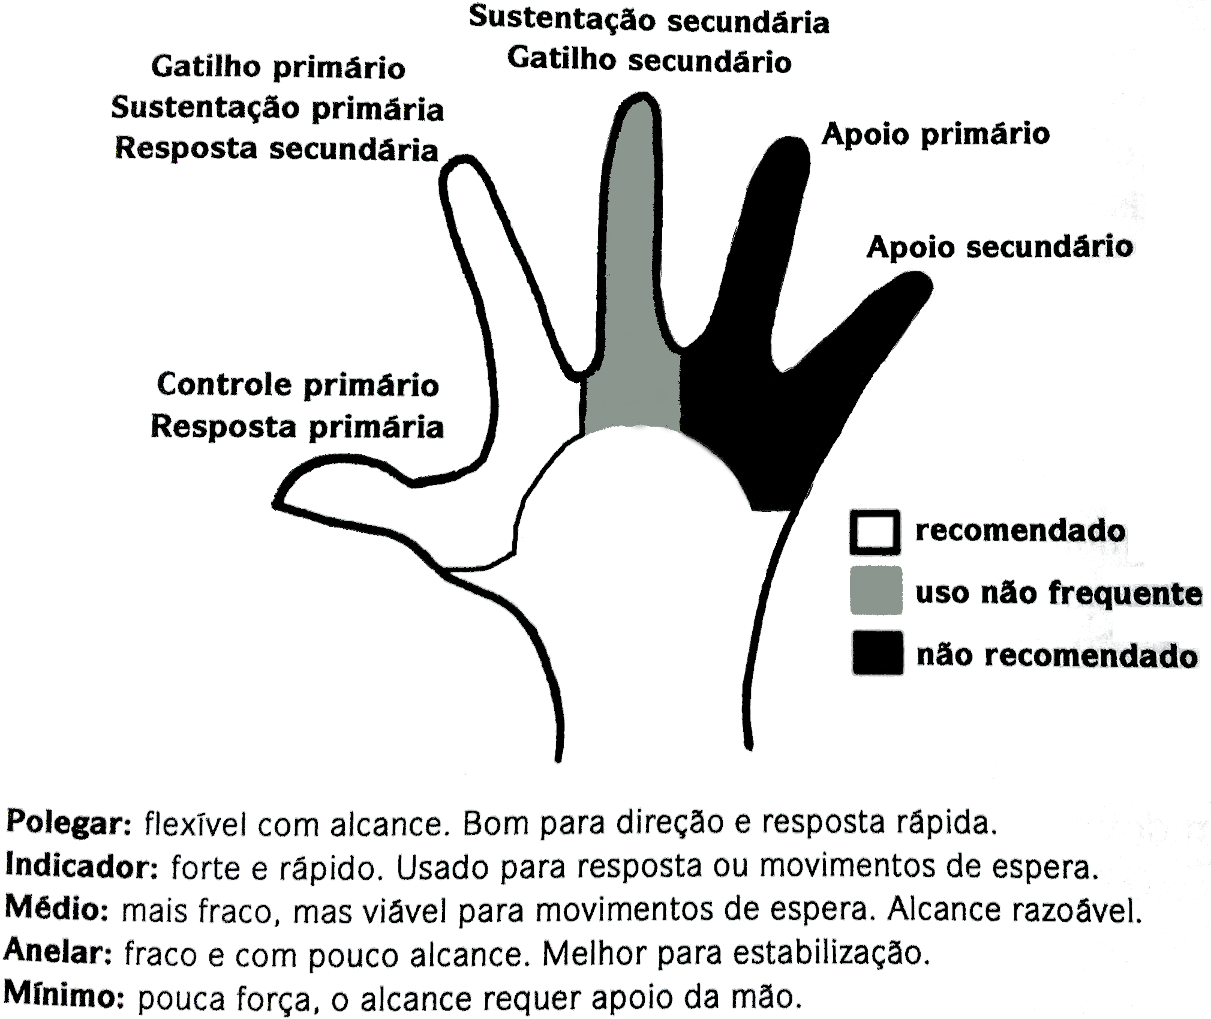 Sustentação secundária
Gatilho secundário
Gatilho primário
Sustentação primária
Resposta secundária
Apoio primário
Apoio secundário
Controle primário
Resposta primária
recomendado
uso não frequente
não recomendado
Polegar: flexível com alcance. Bom para direção e resposta rápida.
Indicador: forte e rápido. Usado para resposta ou movimentos de espera.
Médio: mais fraco, mas viável para movimentos de espera. Alcance razoável.
Anelar: fraco e com pouco alcance. Melhor para estabilização.
Mínimo: pouca força, o alcance requer apoio da mão.